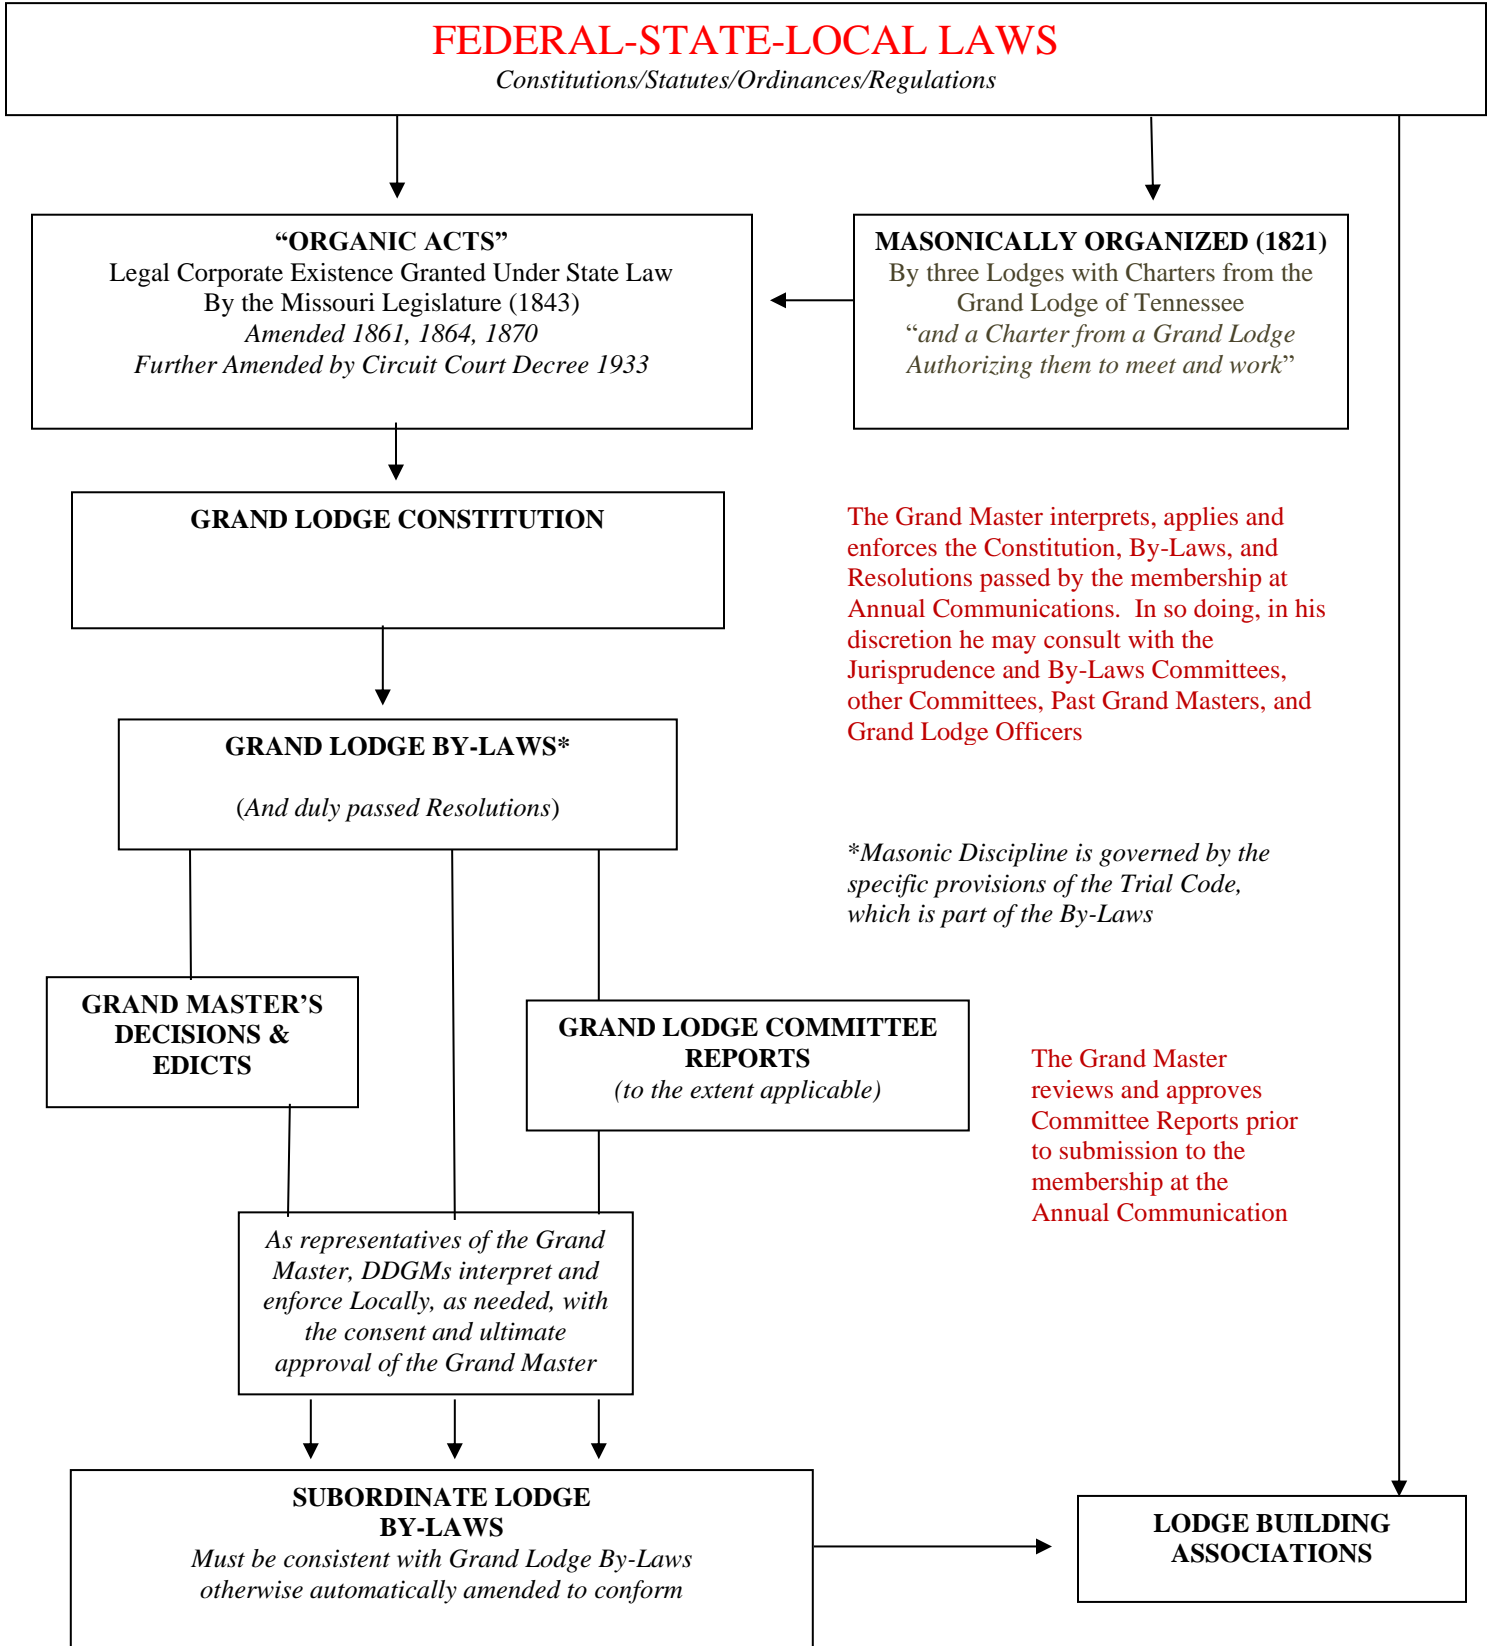 FEDERAL-STATE-LOCAL LAWS
Constitutions/Statutes/Ordinances/Regulations
“ORGANIC ACTS”
Legal Corporate Existence Granted Under State Law
By the Missouri Legislature (1843)
Amended 1861, 1864, 1870
Further Amended by Circuit Court Decree 1933
MASONICALLY ORGANIZED (1821)
By three Lodges with Charters from the
Grand Lodge of Tennessee
“and a Charter from a Grand Lodge
Authorizing them to meet and work”
GRAND LODGE CONSTITUTION
The Grand Master interprets, applies and
enforces the Constitution, By-Laws, and
Resolutions passed by the membership at
Annual Communications. In so doing, in his
discretion he may consult with the
Jurisprudence and By-Laws Committees,
other Committees, Past Grand Masters, and
Grand Lodge Officers
GRAND LODGE BY-LAWS*
(And duly passed Resolutions)
*Masonic Discipline is governed by the
specific provisions of the Trial Code,
which is part of the By-Laws
GRAND MASTER’S
DECISIONS &
EDICTS
GRAND LODGE COMMITTEE
REPORTS
(to the extent applicable)
The Grand Master
reviews and approves
Committee Reports prior
to submission to the
membership at the
Annual Communication
As representatives of the Grand
Master, DDGMs interpret and
enforce Locally, as needed, with
the consent and ultimate
approval of the Grand Master
SUBORDINATE LODGE
BY-LAWS
Must be consistent with Grand Lodge By-Laws
otherwise automatically amended to conform
LODGE BUILDING
ASSOCIATIONS